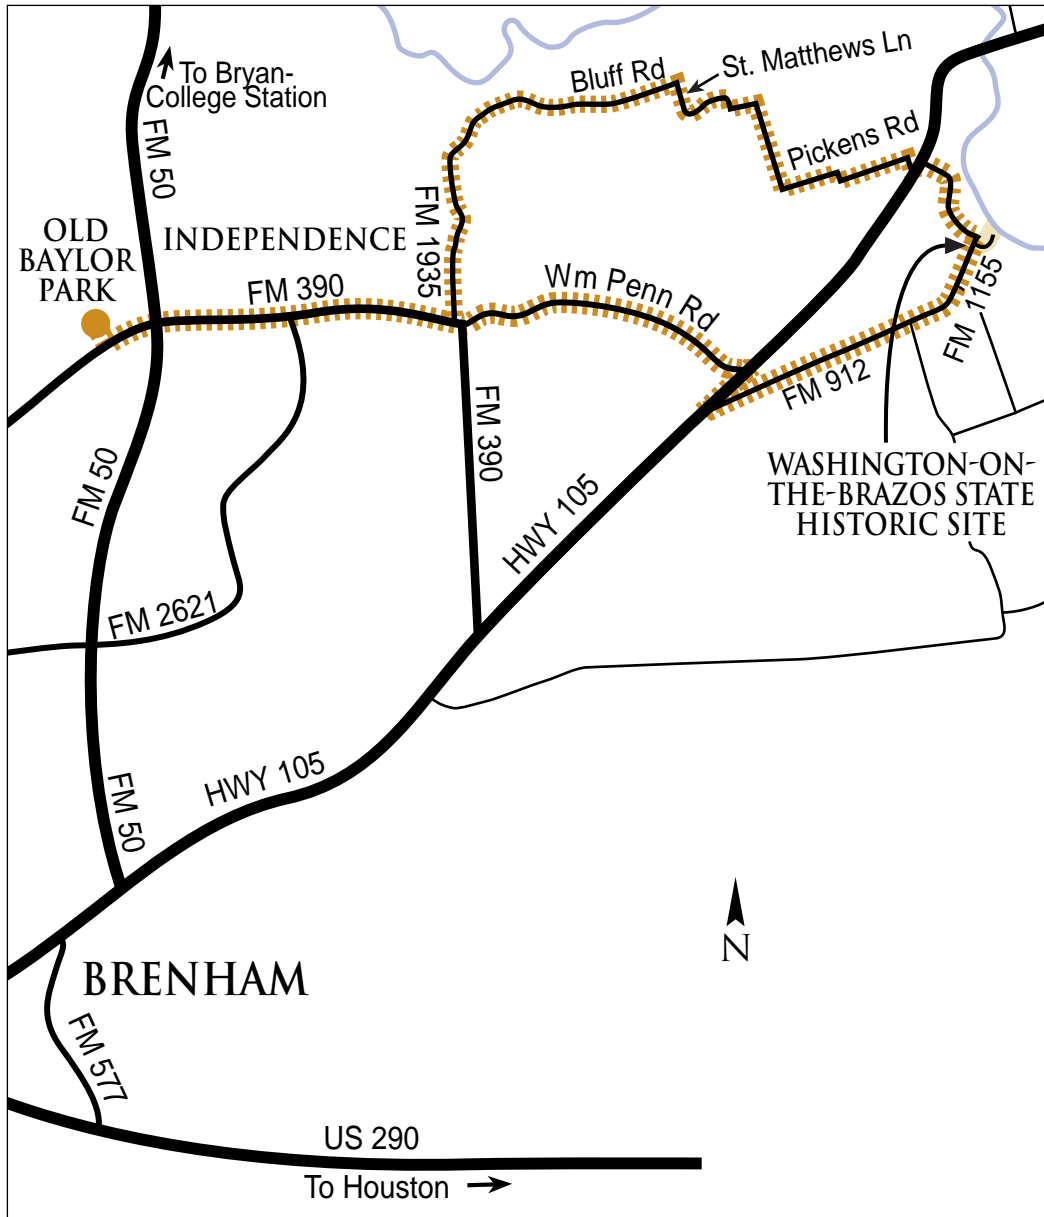 To Bryan-
College Station
FM 50
Bluff Rd
St. Matthews Ln
Pickens Rd
OLD
BAYLOR
PARK
INDEPENDENCE
FM 1935
FM 390
Wm Penn Rd
FM 1155
FM 912
FM 390
FM 50
WASHINGTON-ON-
THE-BRAZOS STATE
HISTORIC SITE
HWY 105
FM 2621
HWY 105
FM 50
N
BRENHAM
FM 577
US 290
To Houston